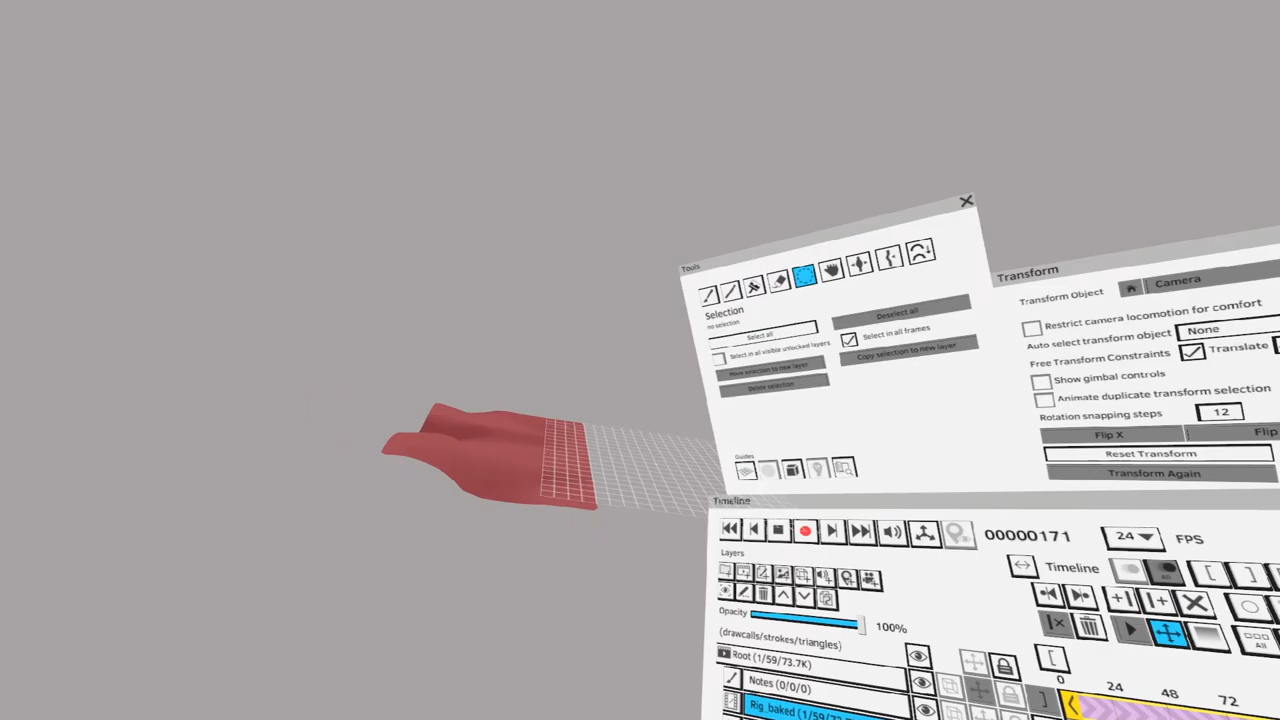 Tools
Selection
no selection
Select all
Deselect all
Select in all visible unlocked layers
Select in all frames
Move selection to new layer
Copy selection to new layer
Delete selection
Guides
Transform
Transform Object
Camera
Restrict camera locomotion for comfort
Auto select transform object
None
Free Transform Constraints
Translate
Show gimbal controls
Animate duplicate transform selection
Rotation snapping steps
12
Flip X
Flip
Reset Transform
Transform Again
Timeline
00000171
24
FPS
Layers
Timeline
All
Opacity
100%
(drawcalls/strokes/triangles)
All
Root (1/59/73.7K)
Notes (0/0/0)
0 24 48 72
Rig_baked (1/59/73